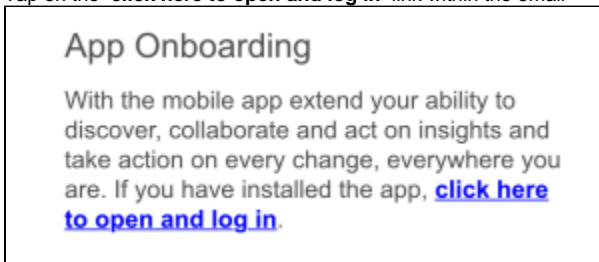 Tap on the "click here to open and log in" link within the email
App Onboarding
With the mobile app extend your ability to
discover, collaborate and act on insights and
take action on every change, everywhere you
are. If you have installed the app, click here
to open and log in.